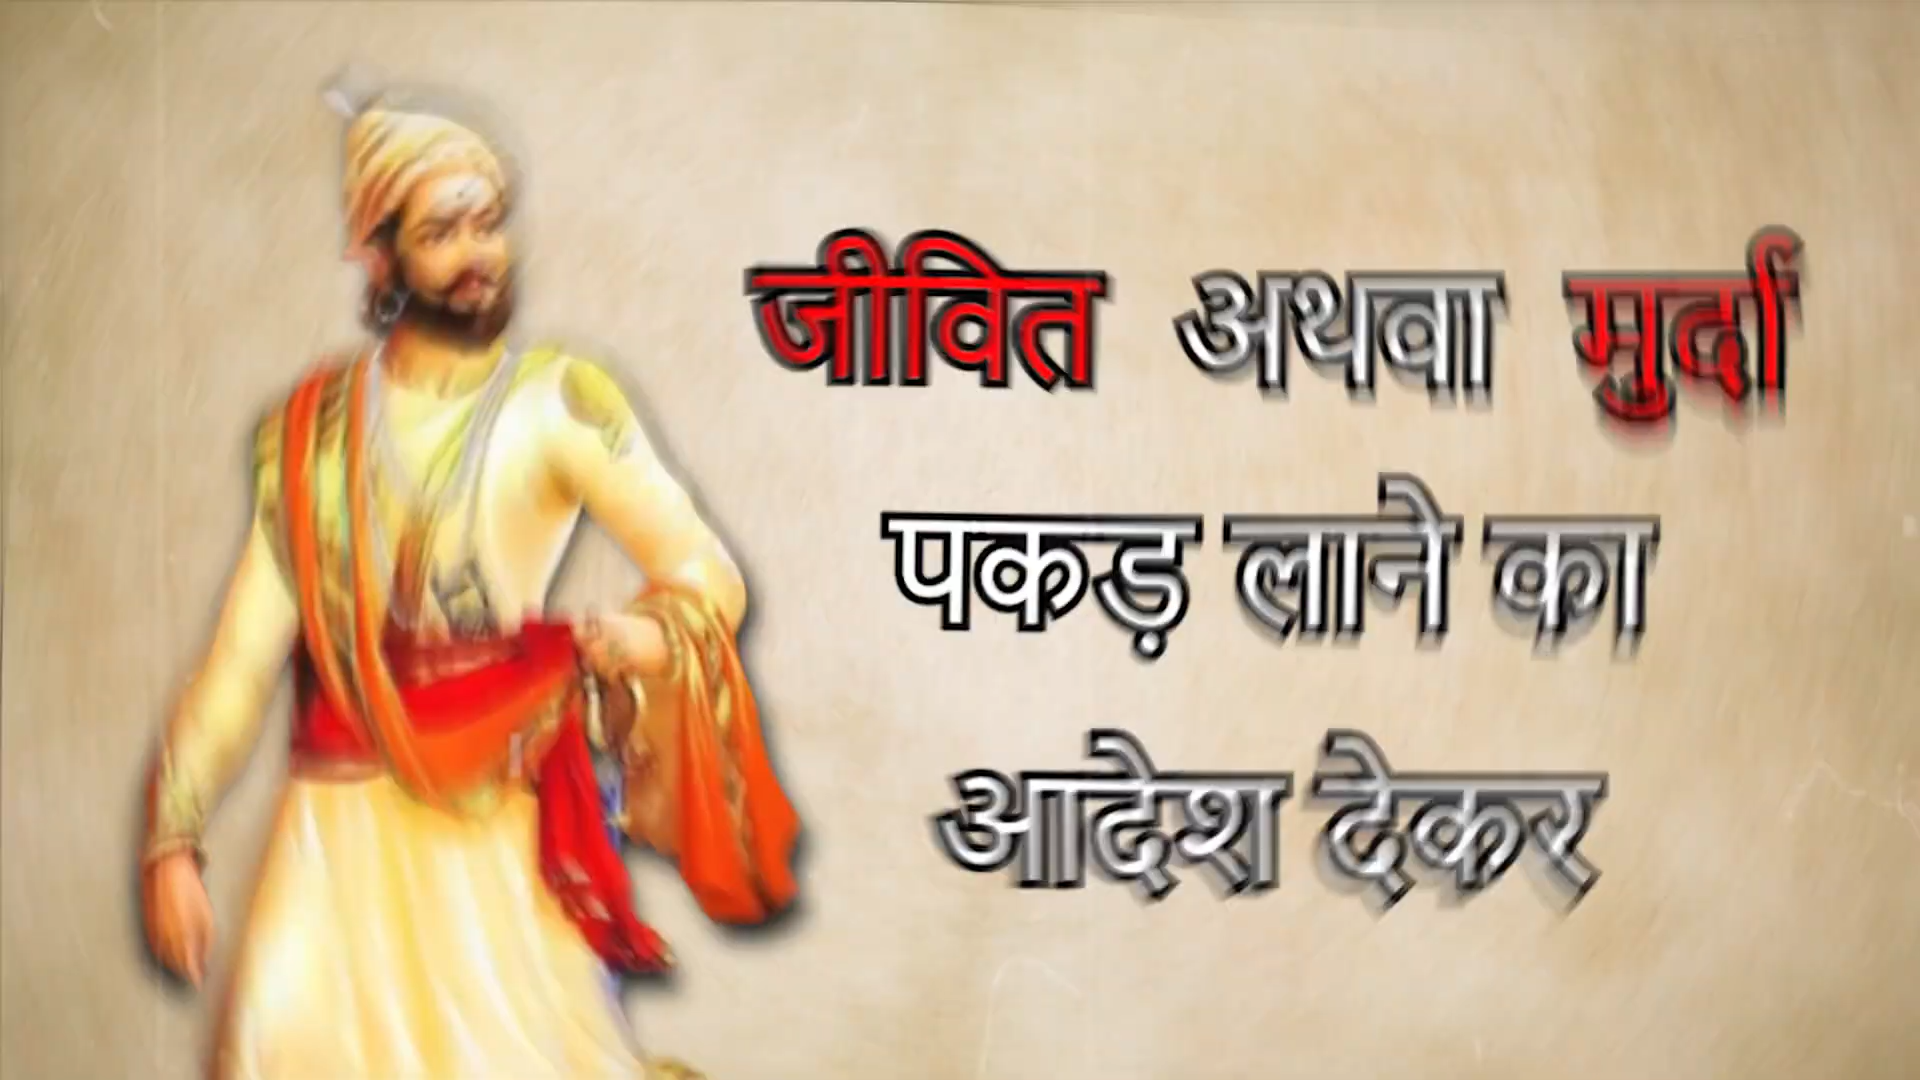 जीवित अथवा मुर्दा
पकड़ लाने का
आदेश देकर